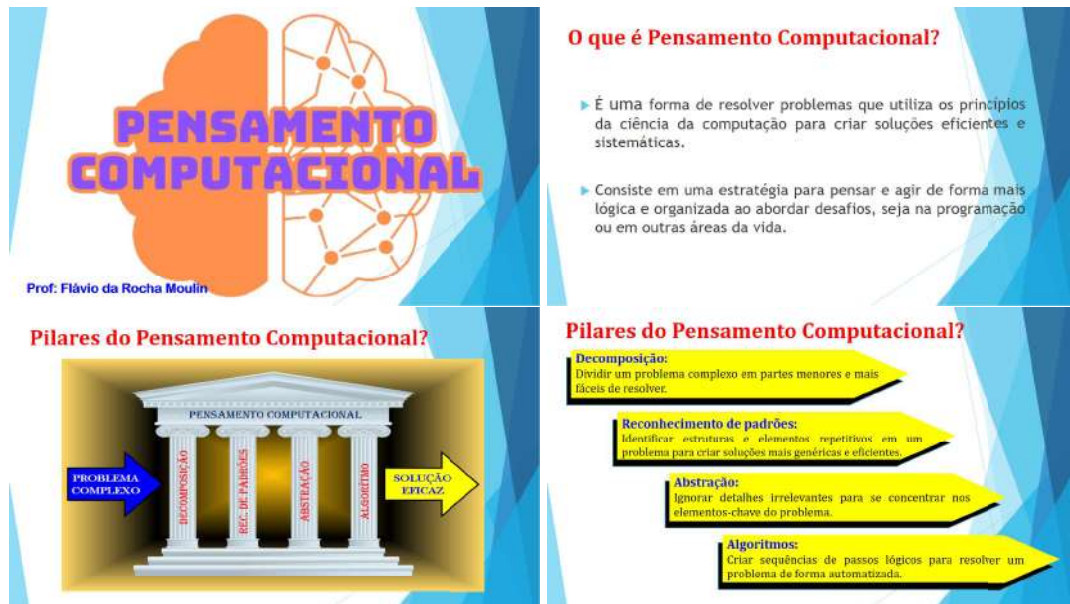 PENSAMENTO
COMPUTACIONAL
Prof: Flávio da Rocha Moulin
O que é Pensamento Computacional?
É uma forma de resolver problemas que utiliza os princípios
da ciência da computação para criar soluções eficientes e
sistemáticas.
Consiste em uma estratégia para pensar e agir de forma mais
lógica e organizada ao abordar desafios, seja na programação
ou em outras áreas da vida.
Pilares do Pensamento Computacional?
PENSAMENTO COMPUTACIONAL
PROBLEMA
COMPLEXO
DECOMPOSIÇÃO
REC. DE PADRÕES
ABSTRAÇÃO
ALGORITMO
SOLUÇÃO
EFICAZ
Pilares do Pensamento Computacional?
Decomposição:
Dividir um problema complexo em partes menores e mais
fáceis de resolver.
Reconhecimento de padrões:
Identificar estruturas e elementos repetitivos em um
problema para criar soluções mais genéricas e eficientes.
Abstração:
Ignorar detalhes irrelevantes para se concentrar nos
elementos-chave do problema.
Algoritmos:
Criar sequências de passos lógicos para resolver um
problema de forma automatizada.